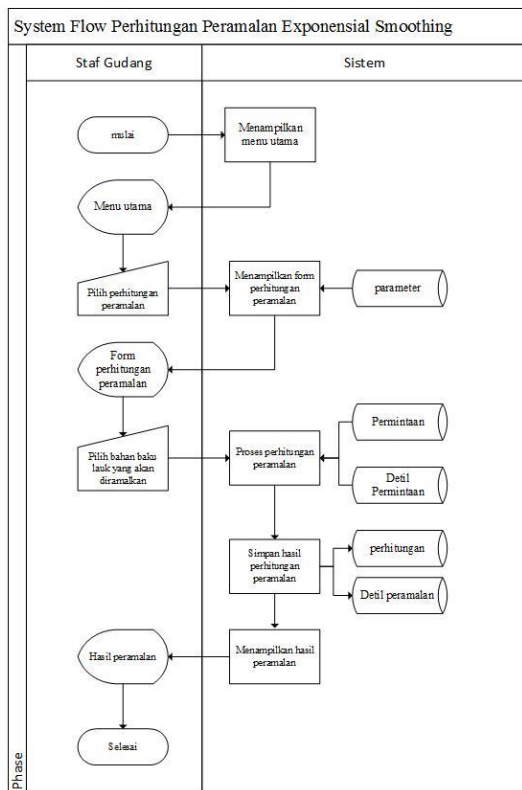 System Flow Perhitungan Peramalan Exponensial Smoothing
Staf Gudang
Sistem
mulai
Menampilkan
menu utama
Menu utama
Pilih perhitungan
peramalan
Menampilkan form
perhitungan
peramalan
parameter
Form
perhitungan
peramalan
Pilih bahan baku
lauk yang akan
diramalkan
Proses perhitungan
peramalan
Permintaan
Detil
Permintaan
Simpan hasil
perhitungan
peramalan
perhitungan
Detil peramalan
Hasil peramalan
Menampilkan hasil
peramalan
Selesai
Phase